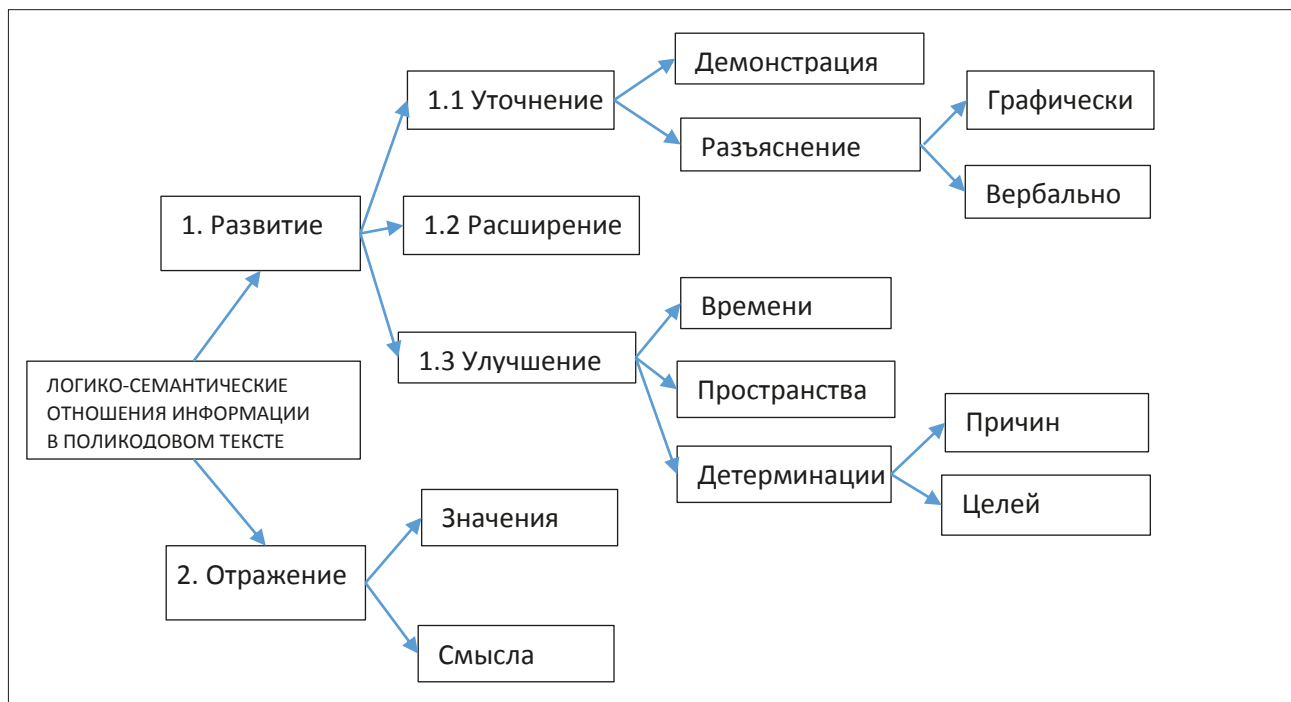 Демонстрация
1.1 Уточнение
Графически
Разъяснение
Вербально
1. Развитие
1.2 Расширение
Времени
1.3 Улучшение
ЛОГИКО-СЕМАНТИЧЕСКИЕ
ОТНОШЕНИЯ ИНФОРМАЦИИ
В ПОЛИКОДОВОМ ТЕКСТЕ
Пространства
Причин
Детерминации
Целей
Значения
2. Отражение
Смысла